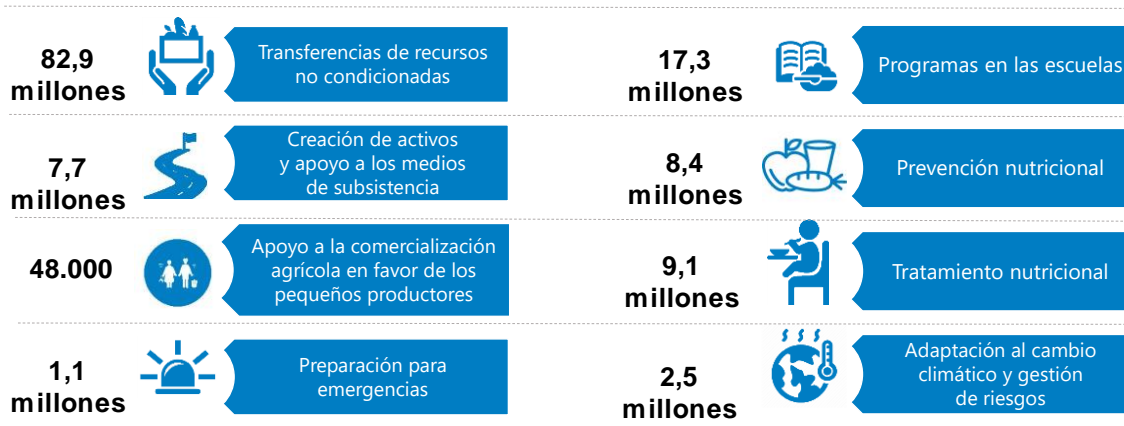 82,9
millones
Transferencias de recursos
no condicionadas
17,3
millones
Programas en las escuelas
7,7
millones
Creación de activos
y apoyo a los medios
de subsistencia
8,4
millones
Prevención nutricional
48.000
Apoyo a la comercialización
agrícola en favor de los
pequeños productores
9,1
millones
Tratamiento nutricional
1,1
millones
Preparación para
emergencias
2,5
millones
Adaptación al cambio
climático y gestión
de riesgos